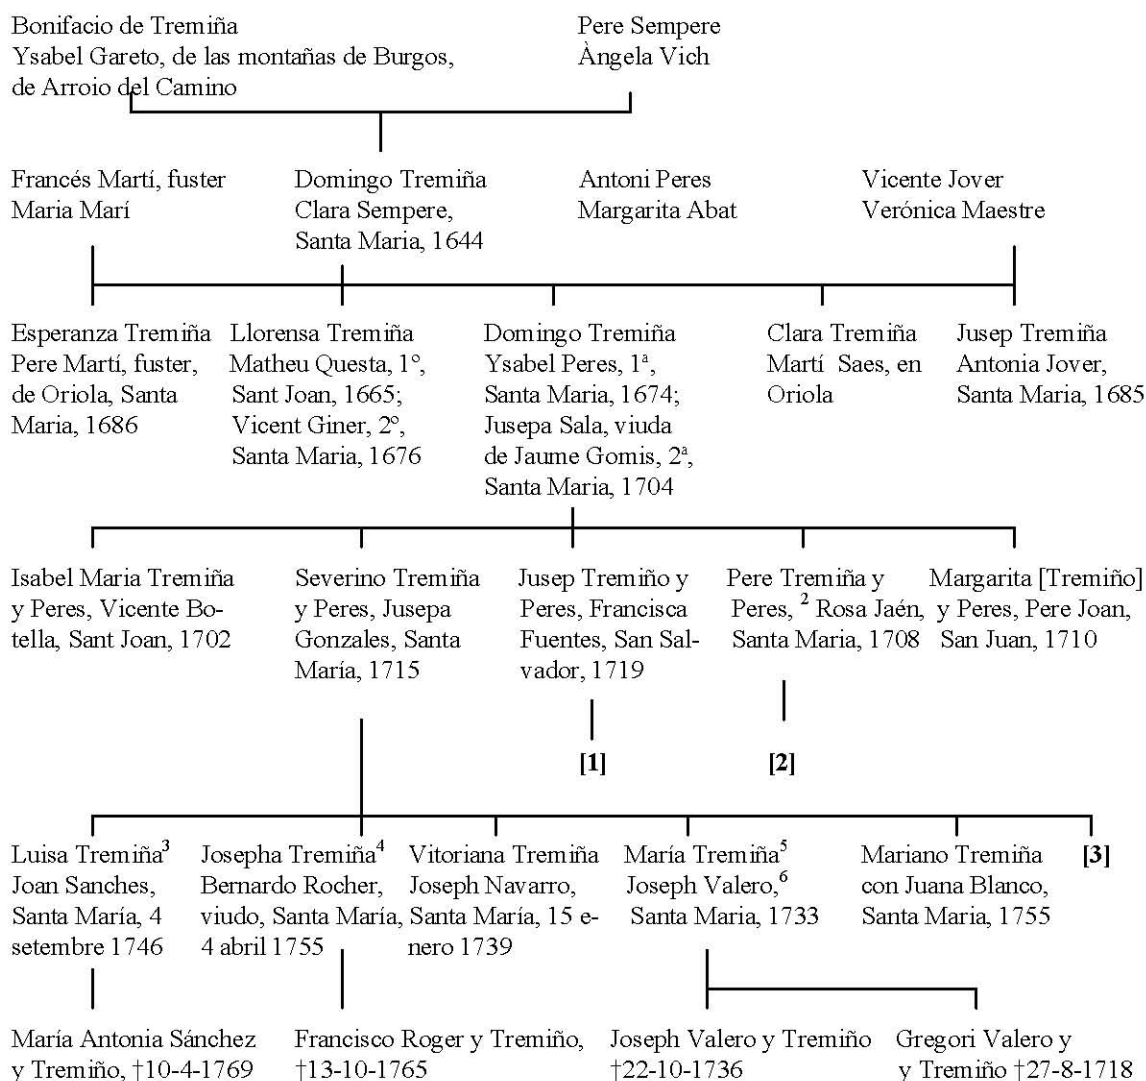 Bonifacio de Tremiña
Ysabel Gareto, de las montañas de Burgos,
de Arroio del Camino
Pere Sempere
Àngela Vich
Francés Martí, fuster
Maria Marí
Domingo Tremiña
Clara Sempere,
Santa Maria, 1644
Antoni Peres
Margarita Abat
Vicente Jover
Verónica Maestre
Esperanza Tremiña
Pere Martí, fuster,
de Oriola, Santa
Maria, 1686
Llorensa Tremiña
Matheu Questa, 1º,
Sant Joan, 1665;
Vicent Giner, 2º,
Santa Maria, 1676
Domingo Tremiña
Ysabel Peres, 1ª,
Santa Maria, 1674;
Jusepa Sala, viuda
de Jaume Gomis, 2ª,
Santa Maria, 1704
Clara Tremiña
Martí Saes, en
Oriola
Jusep Tremiña
Antonia Jover,
Santa Maria, 1685
Isabel Maria Tremiña
y Peres, Vicente Bo-
tella, Sant Joan, 1702
Severino Tremiña
y Peres, Jusepa
Gonzales, Santa
María, 1715
Jusep Tremiño y
Peres, Francisca
Fuentes, San Sal-
vador, 1719
Pere Tremiña y
Peres, 2 Rosa Jaén,
Santa Maria, 1708
Margarita [Tremiño]
y Peres, Pere Joan,
San Juan, 1710
[1]
[2]
Luisa Tremiña3
Joan Sanches,
Santa María, 4
setembre 1746
Josepha Tremiña4
Bernardo Rocher,
viudo, Santa María,
4 abril 1755
Vitoriana Tremiña
Joseph Navarro,
Santa María, 15 e-
nero 1739
María Tremiña5
Joseph Valero,6
Santa Maria, 1733
Mariano Tremiña
con Juana Blanco,
Santa Maria, 1755
[3]
María Antonia Sánchez
y Tremiño, †10-4-1769
Francisco Roger y Tremiño,
†13-10-1765
Joseph Valero y Tremiño
†22-10-1736
Gregori Valero y
y Tremiño †27-8-1718